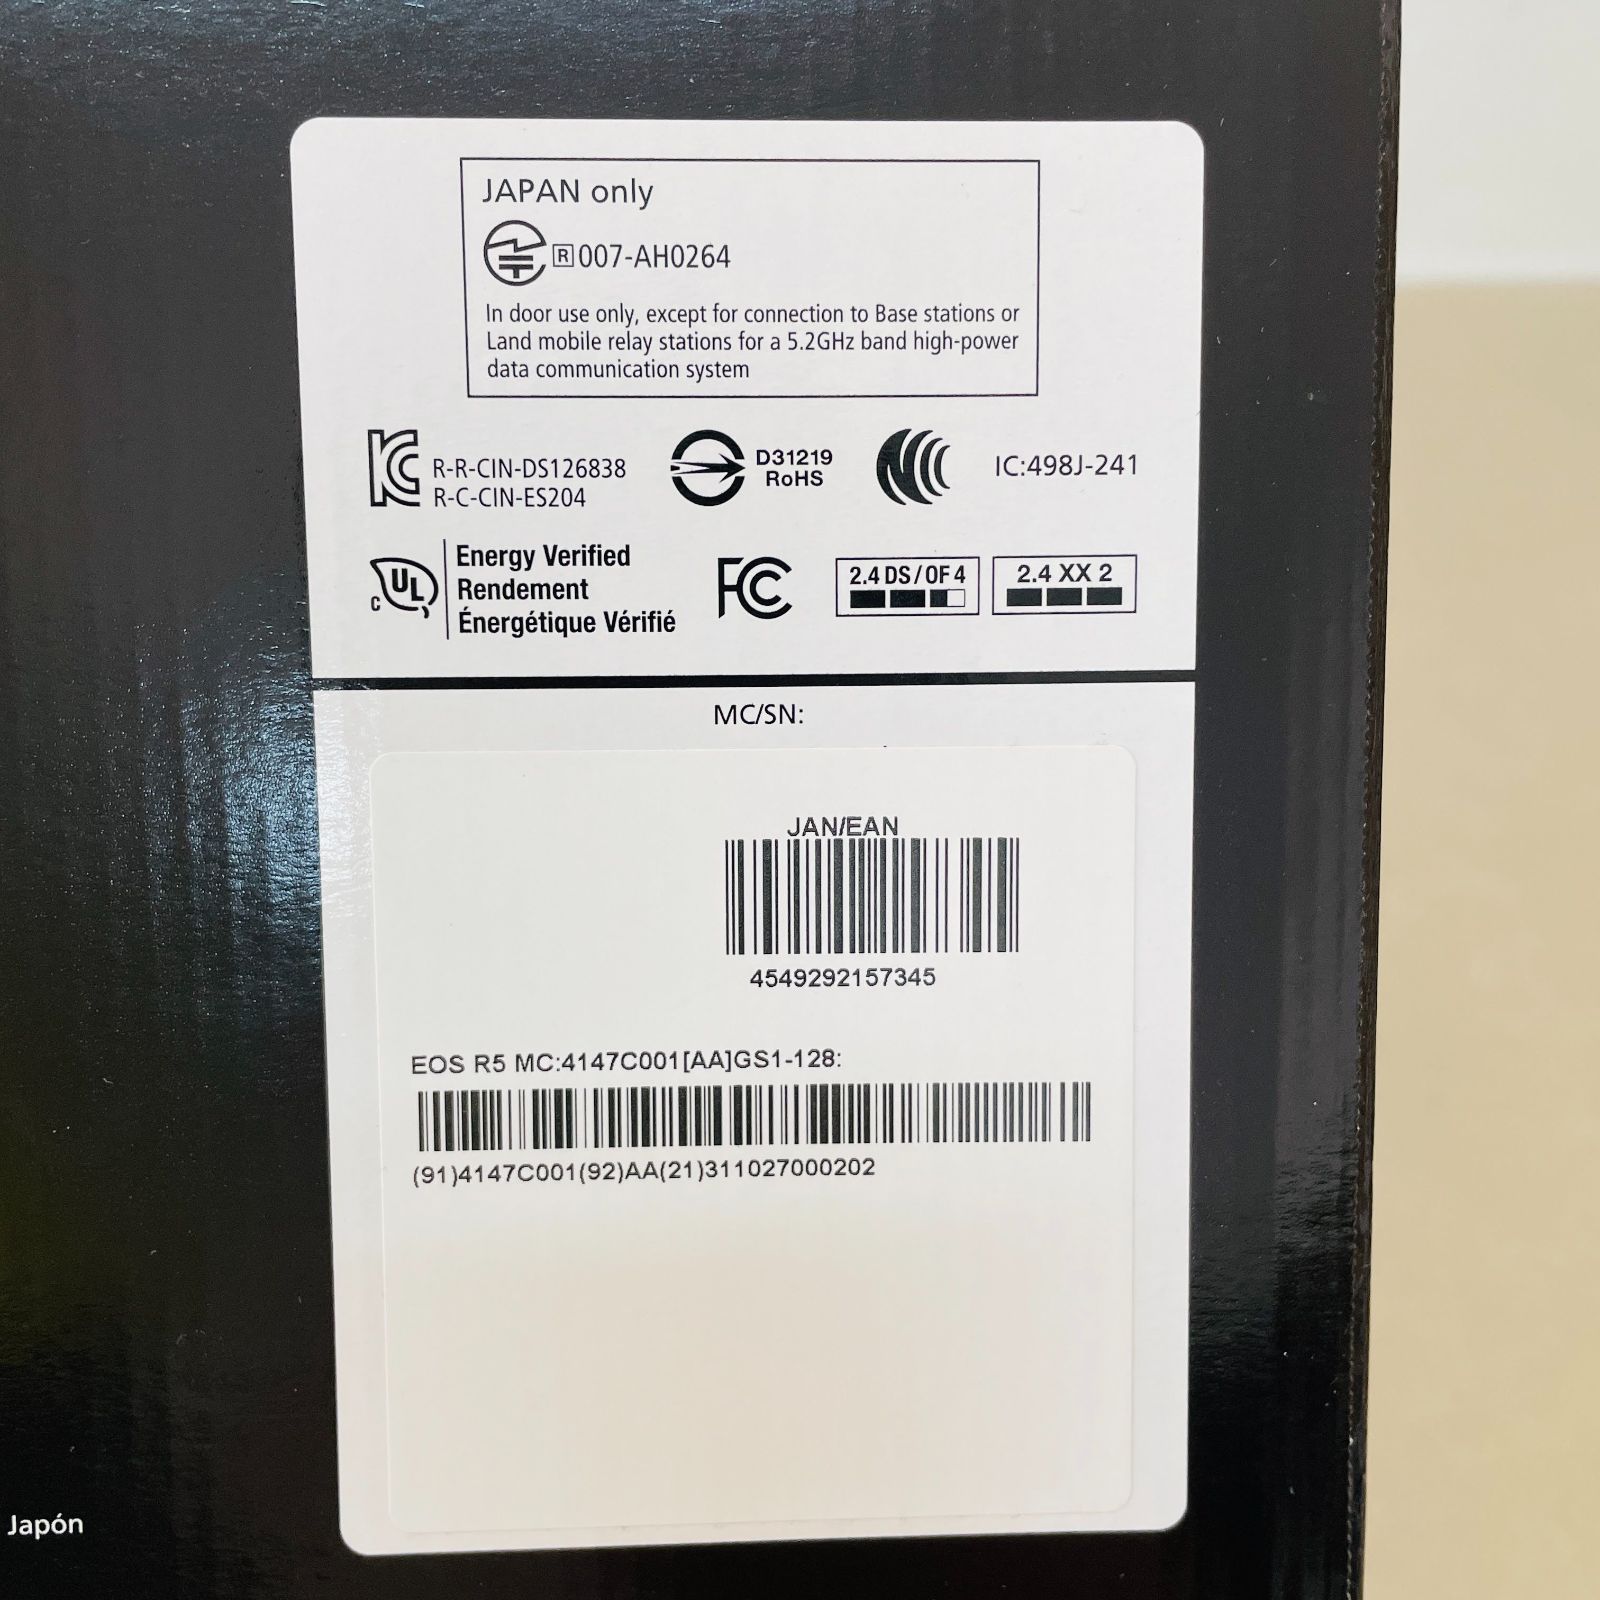 JAPAN only
R 007-AH0264
In door use only, except for connection to Base stations or
Land mobile relay stations for a 5.2GHz band high-power
data communication system
R-R-CIN-DS126838
R-C-CIN-ES204
D31219
RoHS
IC:498J-241
C UL
Energy Verified
Rendement
Énergétique Vérifié
FC
2.4 DS/OF 4
2.4 XX 2
MC/SN:
JAN/EAN
4549292157345
EOS R5 MC:4147C001[AA]GS1-128:
(91)4147C001(92)AA(21)311027000202
Japón